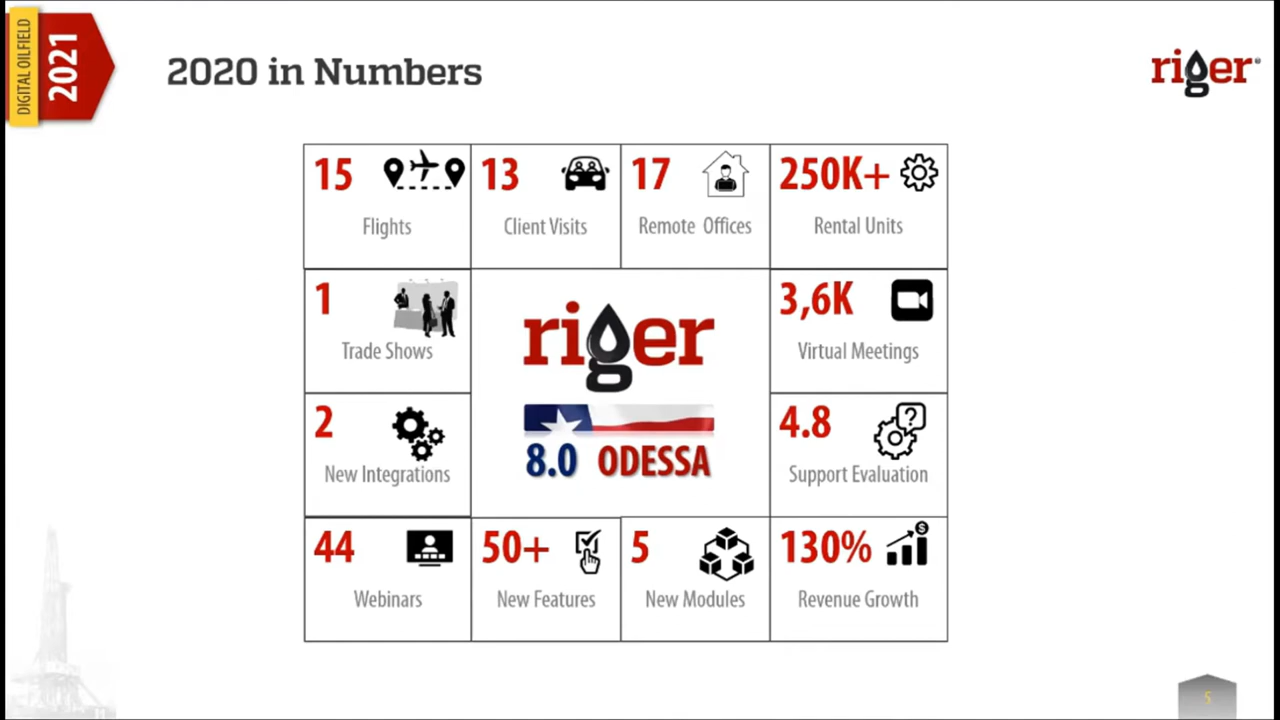 DIGITAL OILFIELD
2021
2020 in Numbers
riger®
15
Flights
13
Client Visits
17
Remote Offices
250K+
Rental Units
1
Trade Shows
riger
8.0 ODESSA
3,6K
Virtual Meetings
2
New Integrations
4.8
?
Support Evaluation
44
Webinars
50+
New Features
5
New Modules
130%
$
Revenue Growth
5